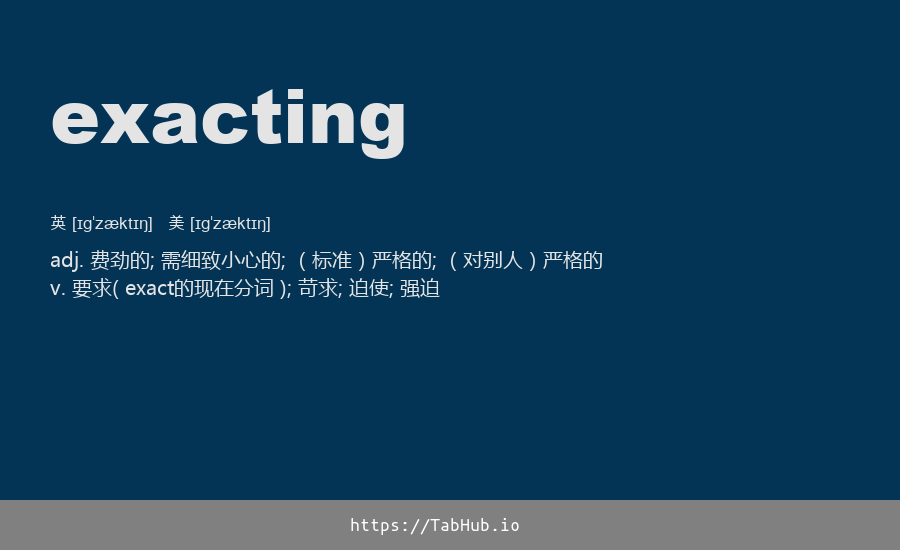 exacting
英 [ɪɡˈzæktɪŋ] 美 [ɪɡˈzæktɪŋ]
adj. 费劲的; 需细致小心的; （标准）严格的; （对别人）严格的
v. 要求( exact的现在分词 ); 苛求; 迫使; 强迫
https://TabHub.io